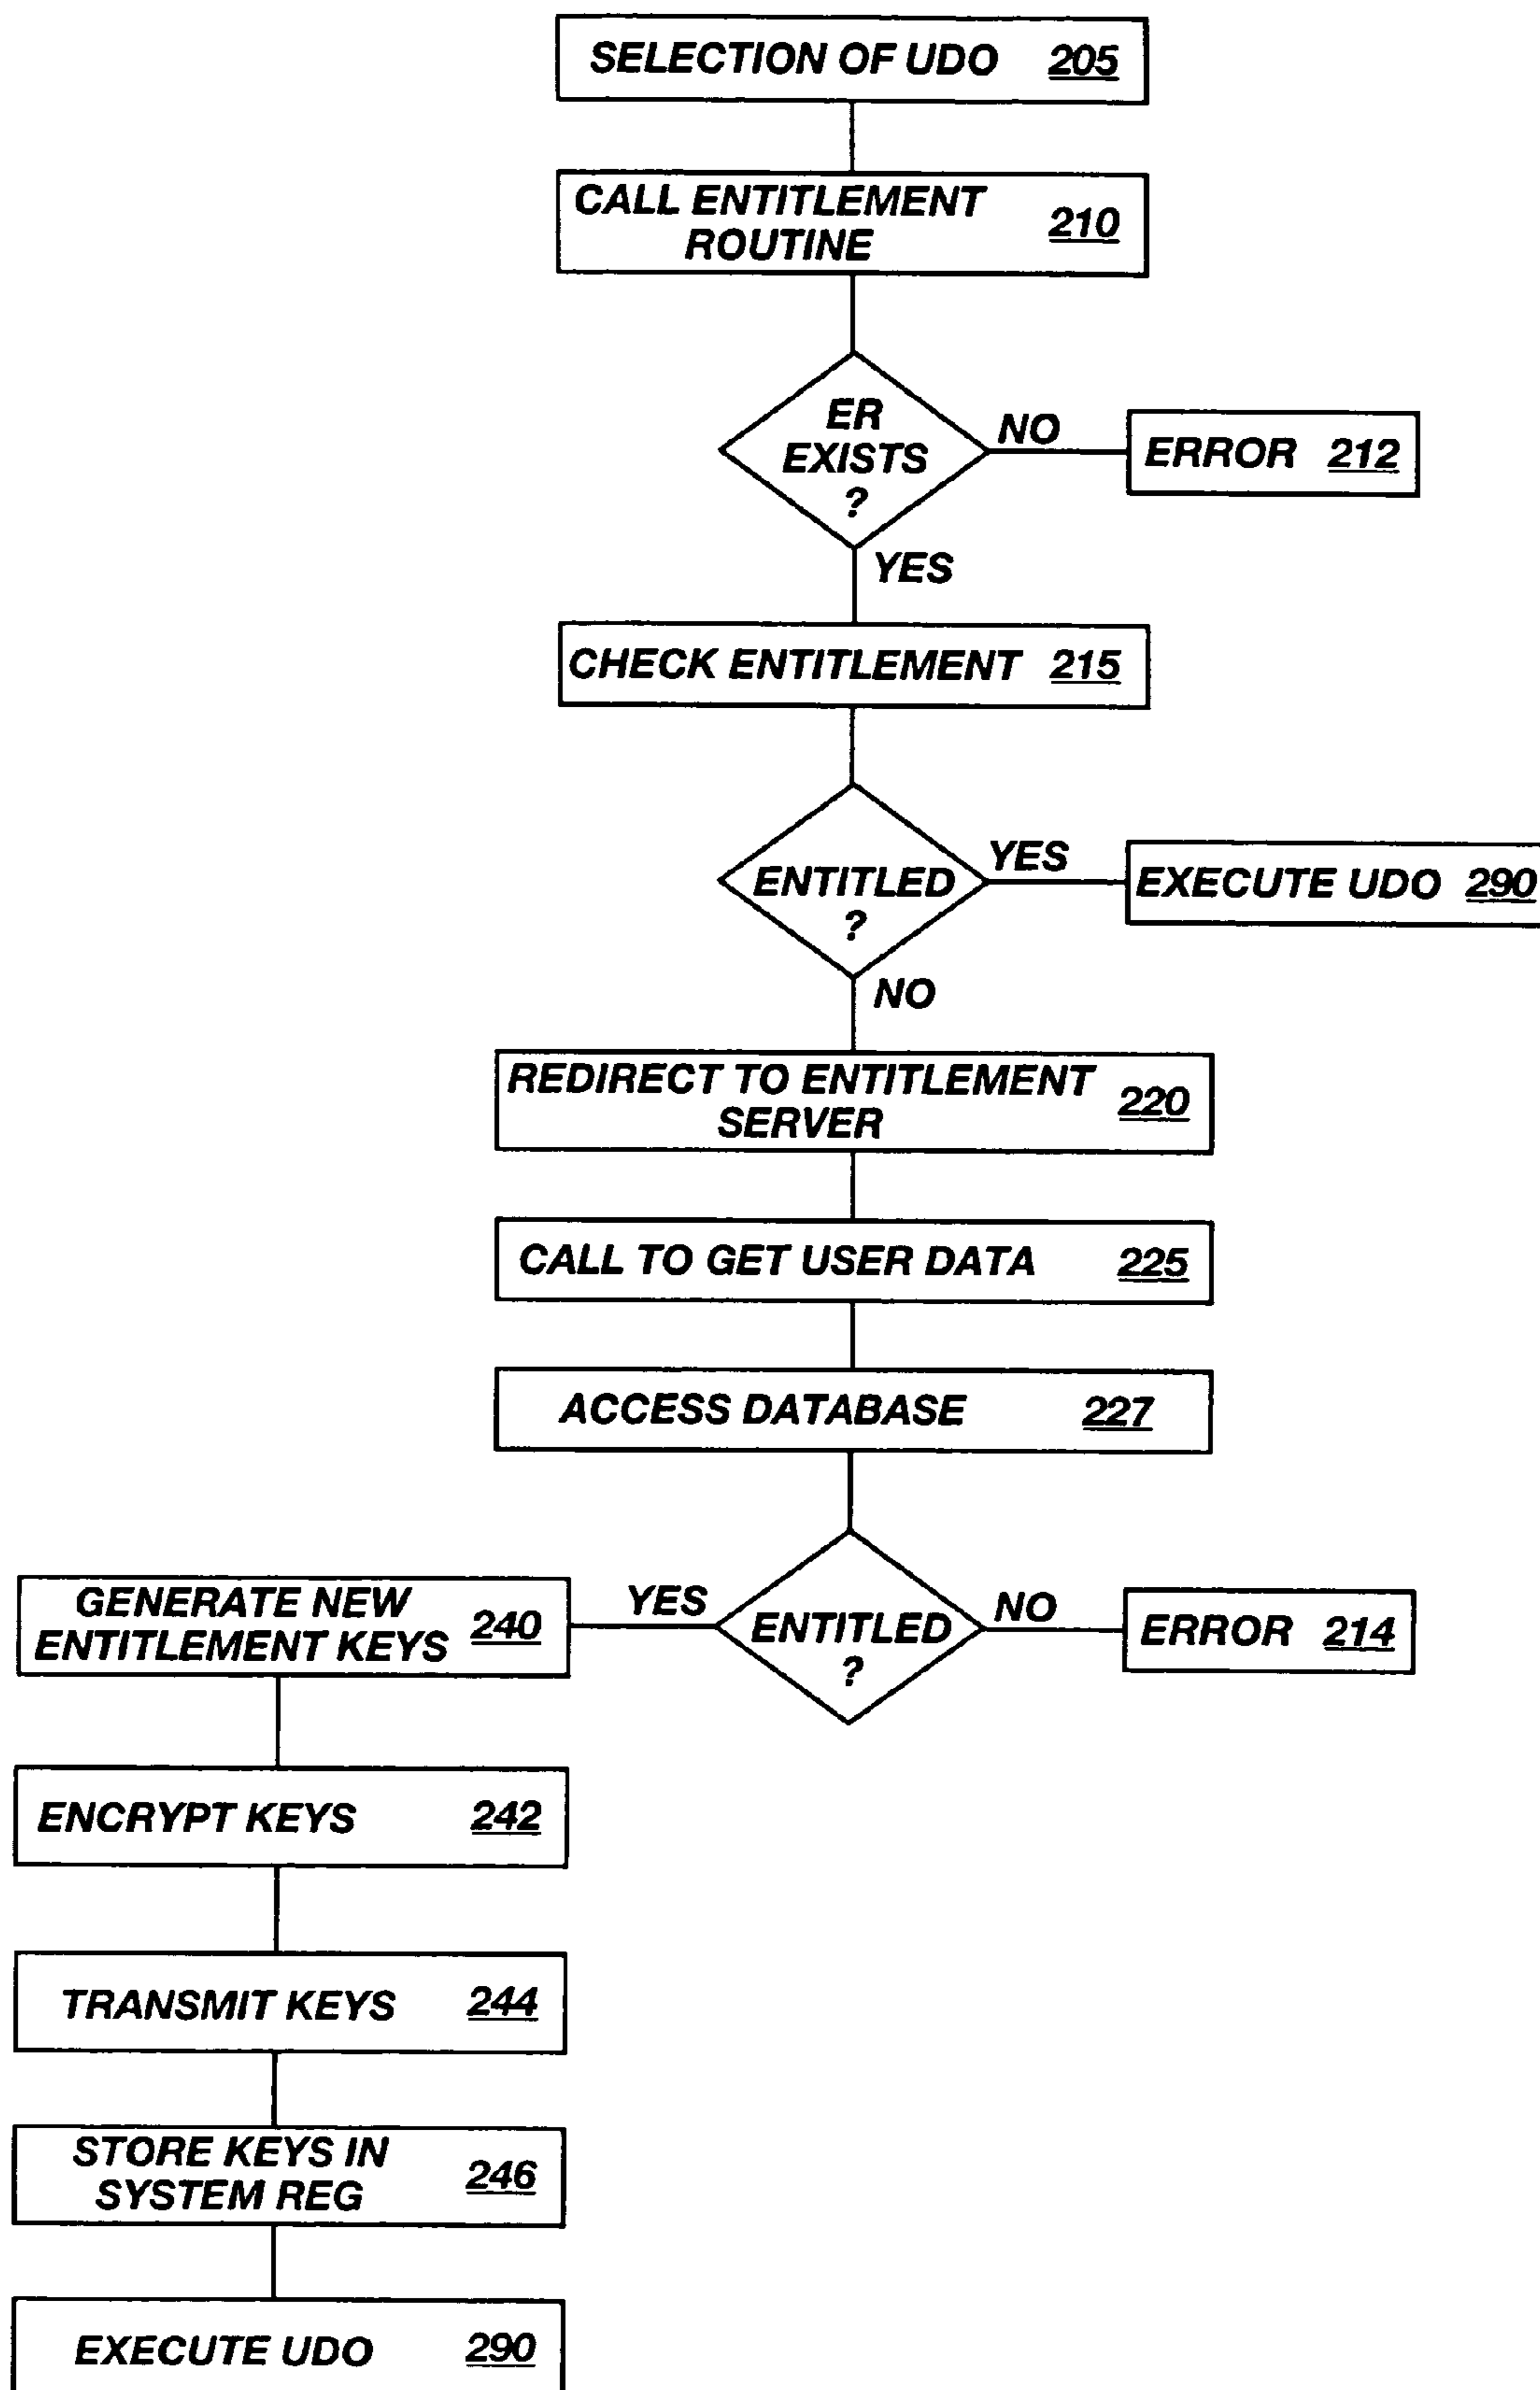 SELECTION OF UDO 205
CALL ENTITLEMENT
ROUTINE 210
ER
EXISTS
?
NO
ERROR 212
YES
CHECK ENTITLEMENT 215
ENTITLED
?
YES
EXECUTE UDO 290
NO
REDIRECT TO ENTITLEMENT
SERVER 220
CALL TO GET USER DATA 225
ACCESS DATABASE 227
ENTITLED
?
NO
ERROR 214
YES
GENERATE NEW
ENTITLEMENT KEYS 240
ENCRYPT KEYS 242
TRANSMIT KEYS 244
STORE KEYS IN
SYSTEM REG 246
EXECUTE UDO 290